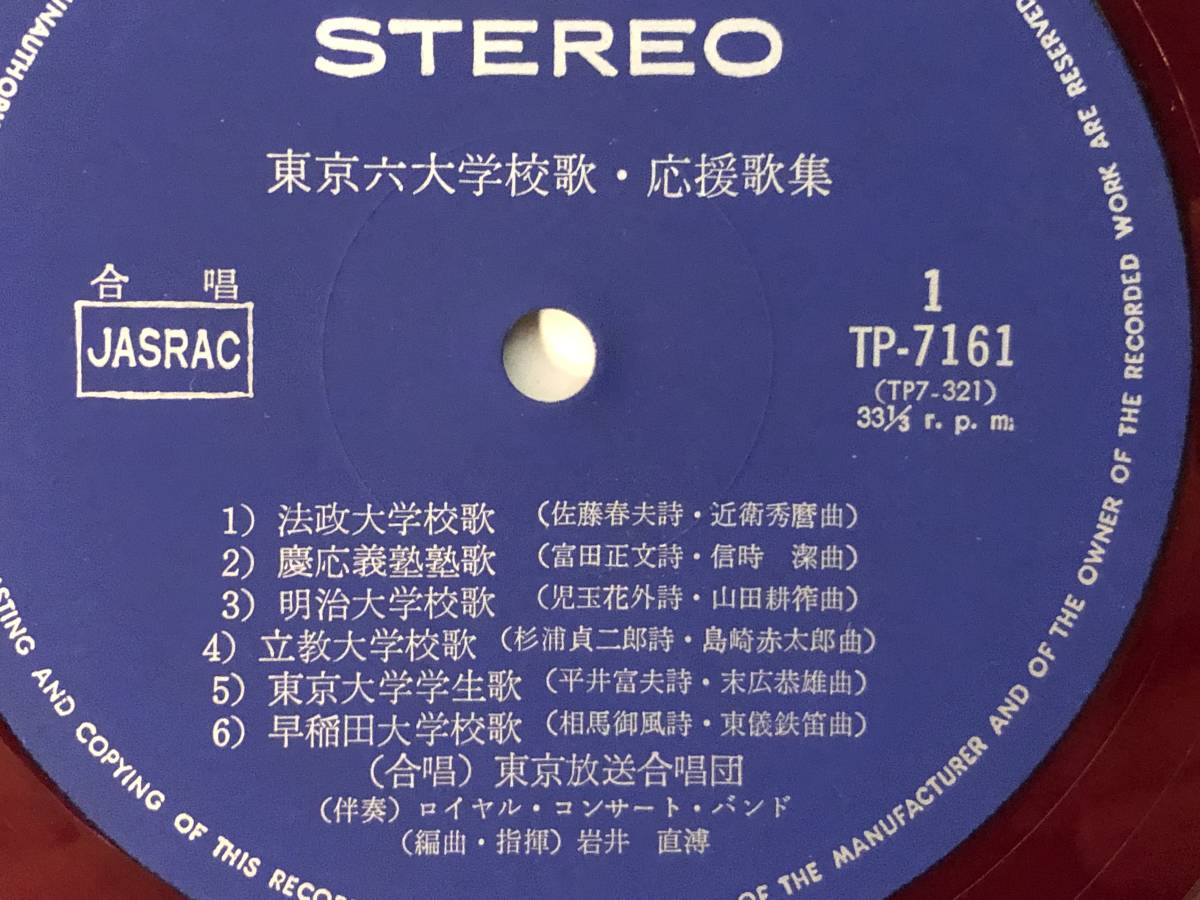 STEREO
東京六大学校歌・応援歌集
合 唱
JASRAC
1
TP-7161
(TP7-321)
33⅓ r. p. m.
1) 法政大学校歌 (佐藤春夫詩・近衛秀麿曲)
2) 慶応義塾塾歌 (富田正文詩・信時 潔曲)
3) 明治大学校歌 (児玉花外詩・山田耕筰曲)
4) 立教大学校歌 (杉浦貞二郎詩・島崎赤太郎曲)
5) 東京大学学生歌 (平井富夫詩・末広恭雄曲)
6) 早稲田大学校歌 (相馬御風詩・東儀鉄笛曲)
(合唱) 東京放送合唱団
(伴奏) ロイヤル・コンサート・バンド
(編曲・指揮) 岩井 直溥
OF THE MANUFACTURER AND OF THE OWNER OF THE RECORDED WORK ARE RESERVED
AND COPYING OF THIS